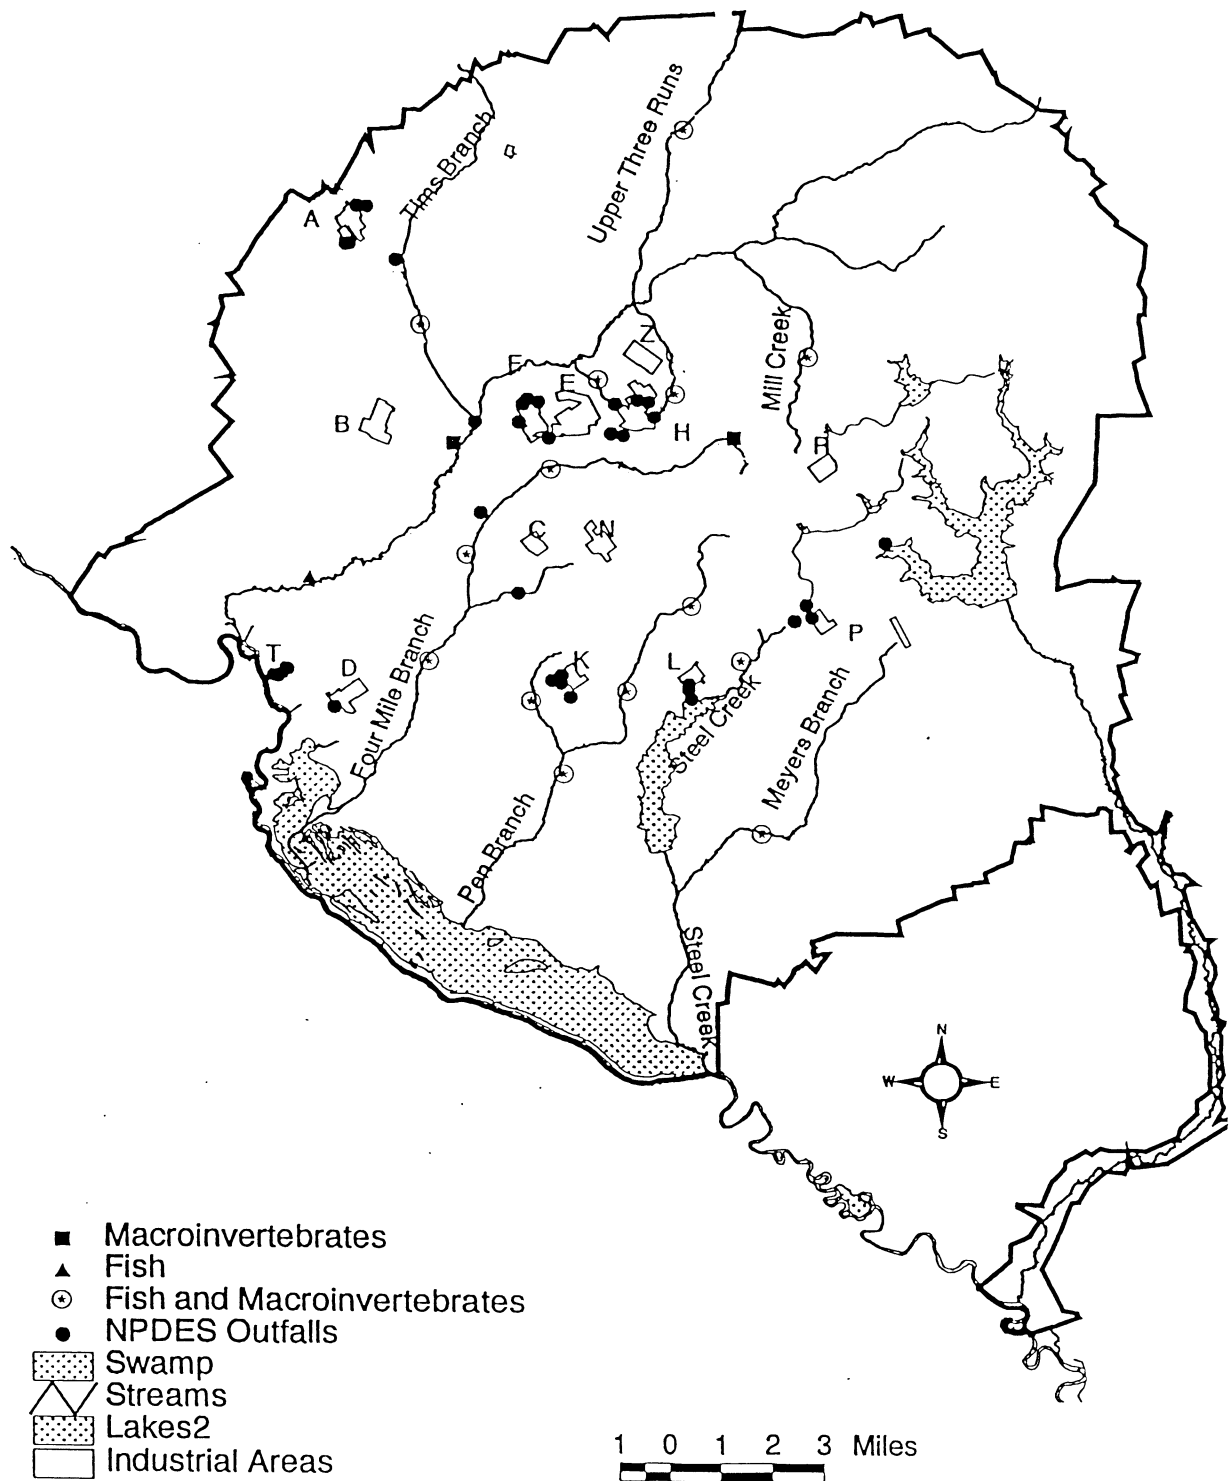 Upper Three Runs
Tims Branch
A
Z
Mill Creek
F
E
B
H
R
C
N
Four Mile Branch
P
T
D
K
L
Steel Creek
Meyers Branch
Pen Branch
Steel Creek
N
W
E
S
Macroinvertebrates
Fish
Fish and Macroinvertebrates
NPDES Outfalls
Swamp
Streams
Lakes2
Industrial Areas
1 0 1 2 3 Miles